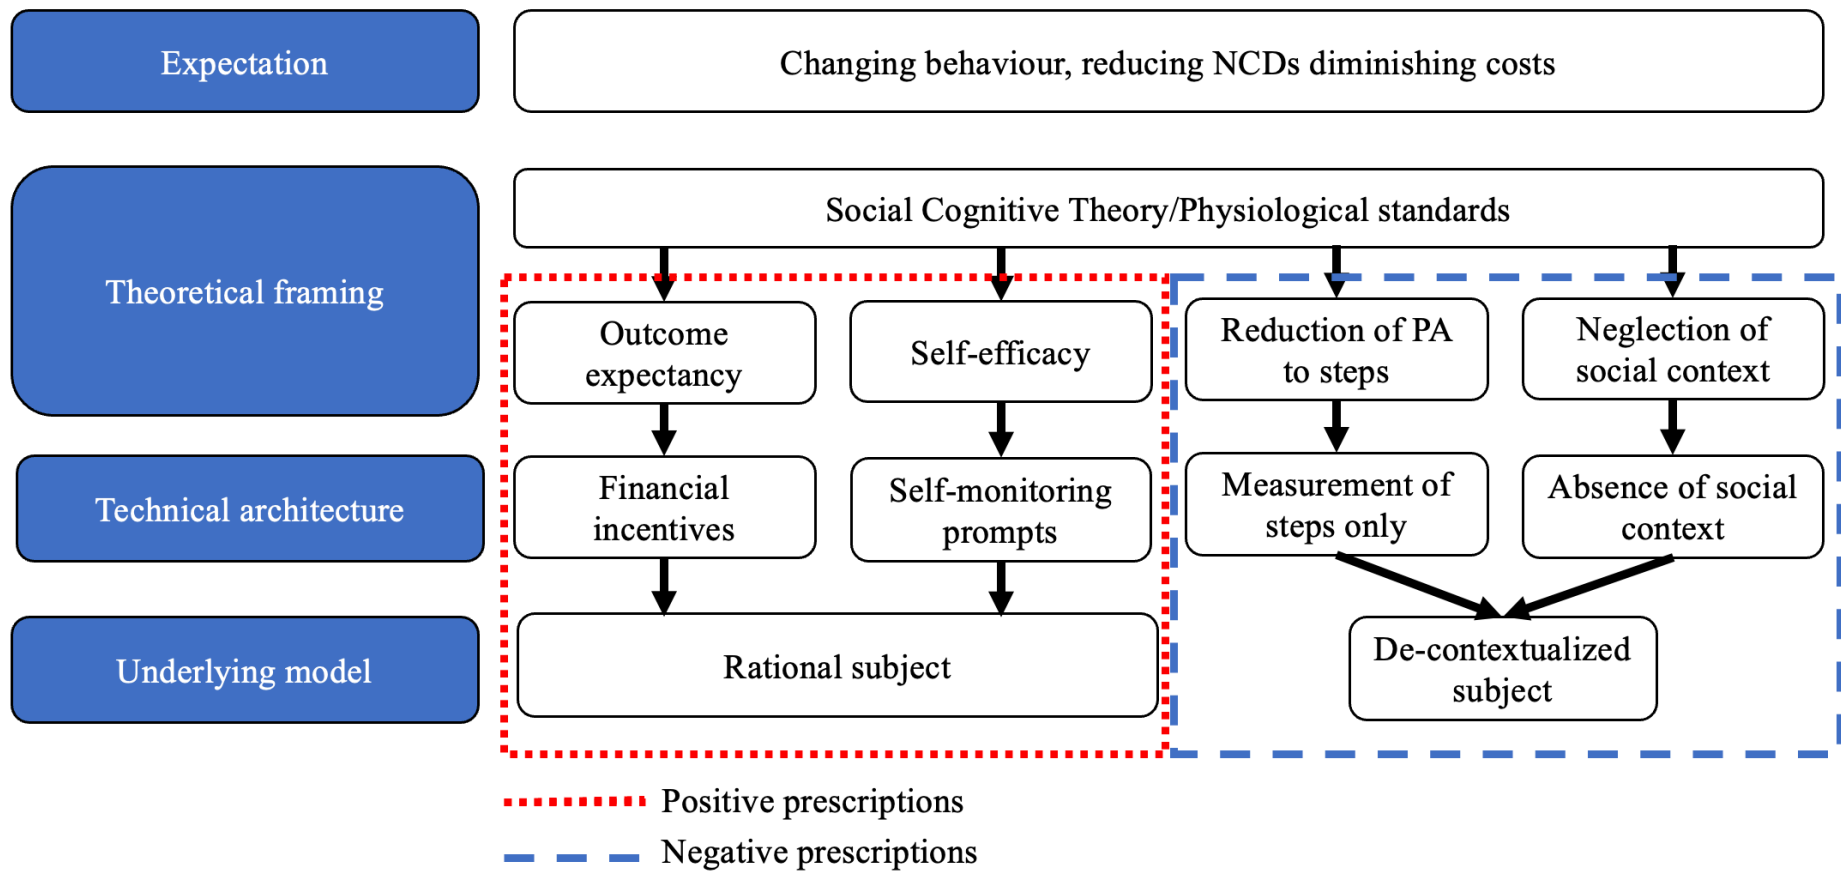 Expectation
Changing behaviour, reducing NCDs diminishing costs
Theoretical framing
Social Cognitive Theory/Physiological standards
Outcome
expectancy
Self-efficacy
Reduction of PA
to steps
Neglection of
social context
Technical architecture
Financial
incentives
Self-monitoring
prompts
Measurement of
steps only
Absence of social
context
Underlying model
Rational subject
De-contextualized
subject
Positive prescriptions
Negative prescriptions